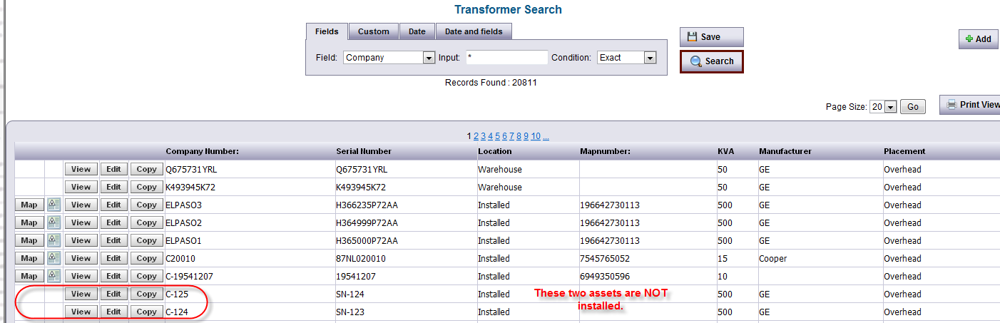 Transformer Search
Fields Custom Date Date and fields
Field: Company Input: * Condition: Exact
Save
Search
Add
Records Found : 20811
Page Size: 20 Go Print View
1 2 3 4 5 6 7 8 9 10 ...
Company Number: Serial Number Location Mapnumber: KVA Manufacturer Placement
View Edit Copy Q675731YRL Q675731YRL Warehouse 50 GE Overhead
View Edit Copy K493945K72 K493945K72 Warehouse 50 GE Overhead
Map View Edit Copy ELPASO3 H366235P72AA Installed 196642730113 500 GE Overhead
Map View Edit Copy ELPASO2 H364999P72AA Installed 196642730113 500 GE Overhead
Map View Edit Copy ELPASO1 H365000P72AA Installed 196642730113 500 GE Overhead
Map View Edit Copy C20010 87NL020010 Installed 7545765052 15 Cooper Overhead
Map View Edit Copy C-19541207 19541207 Installed 6949350596 10 Overhead
View Edit Copy C-125 SN-124 Installed 500 GE Overhead
View Edit Copy C-124 SN-123 Installed 500 GE Overhead
These two assets are NOT
installed.